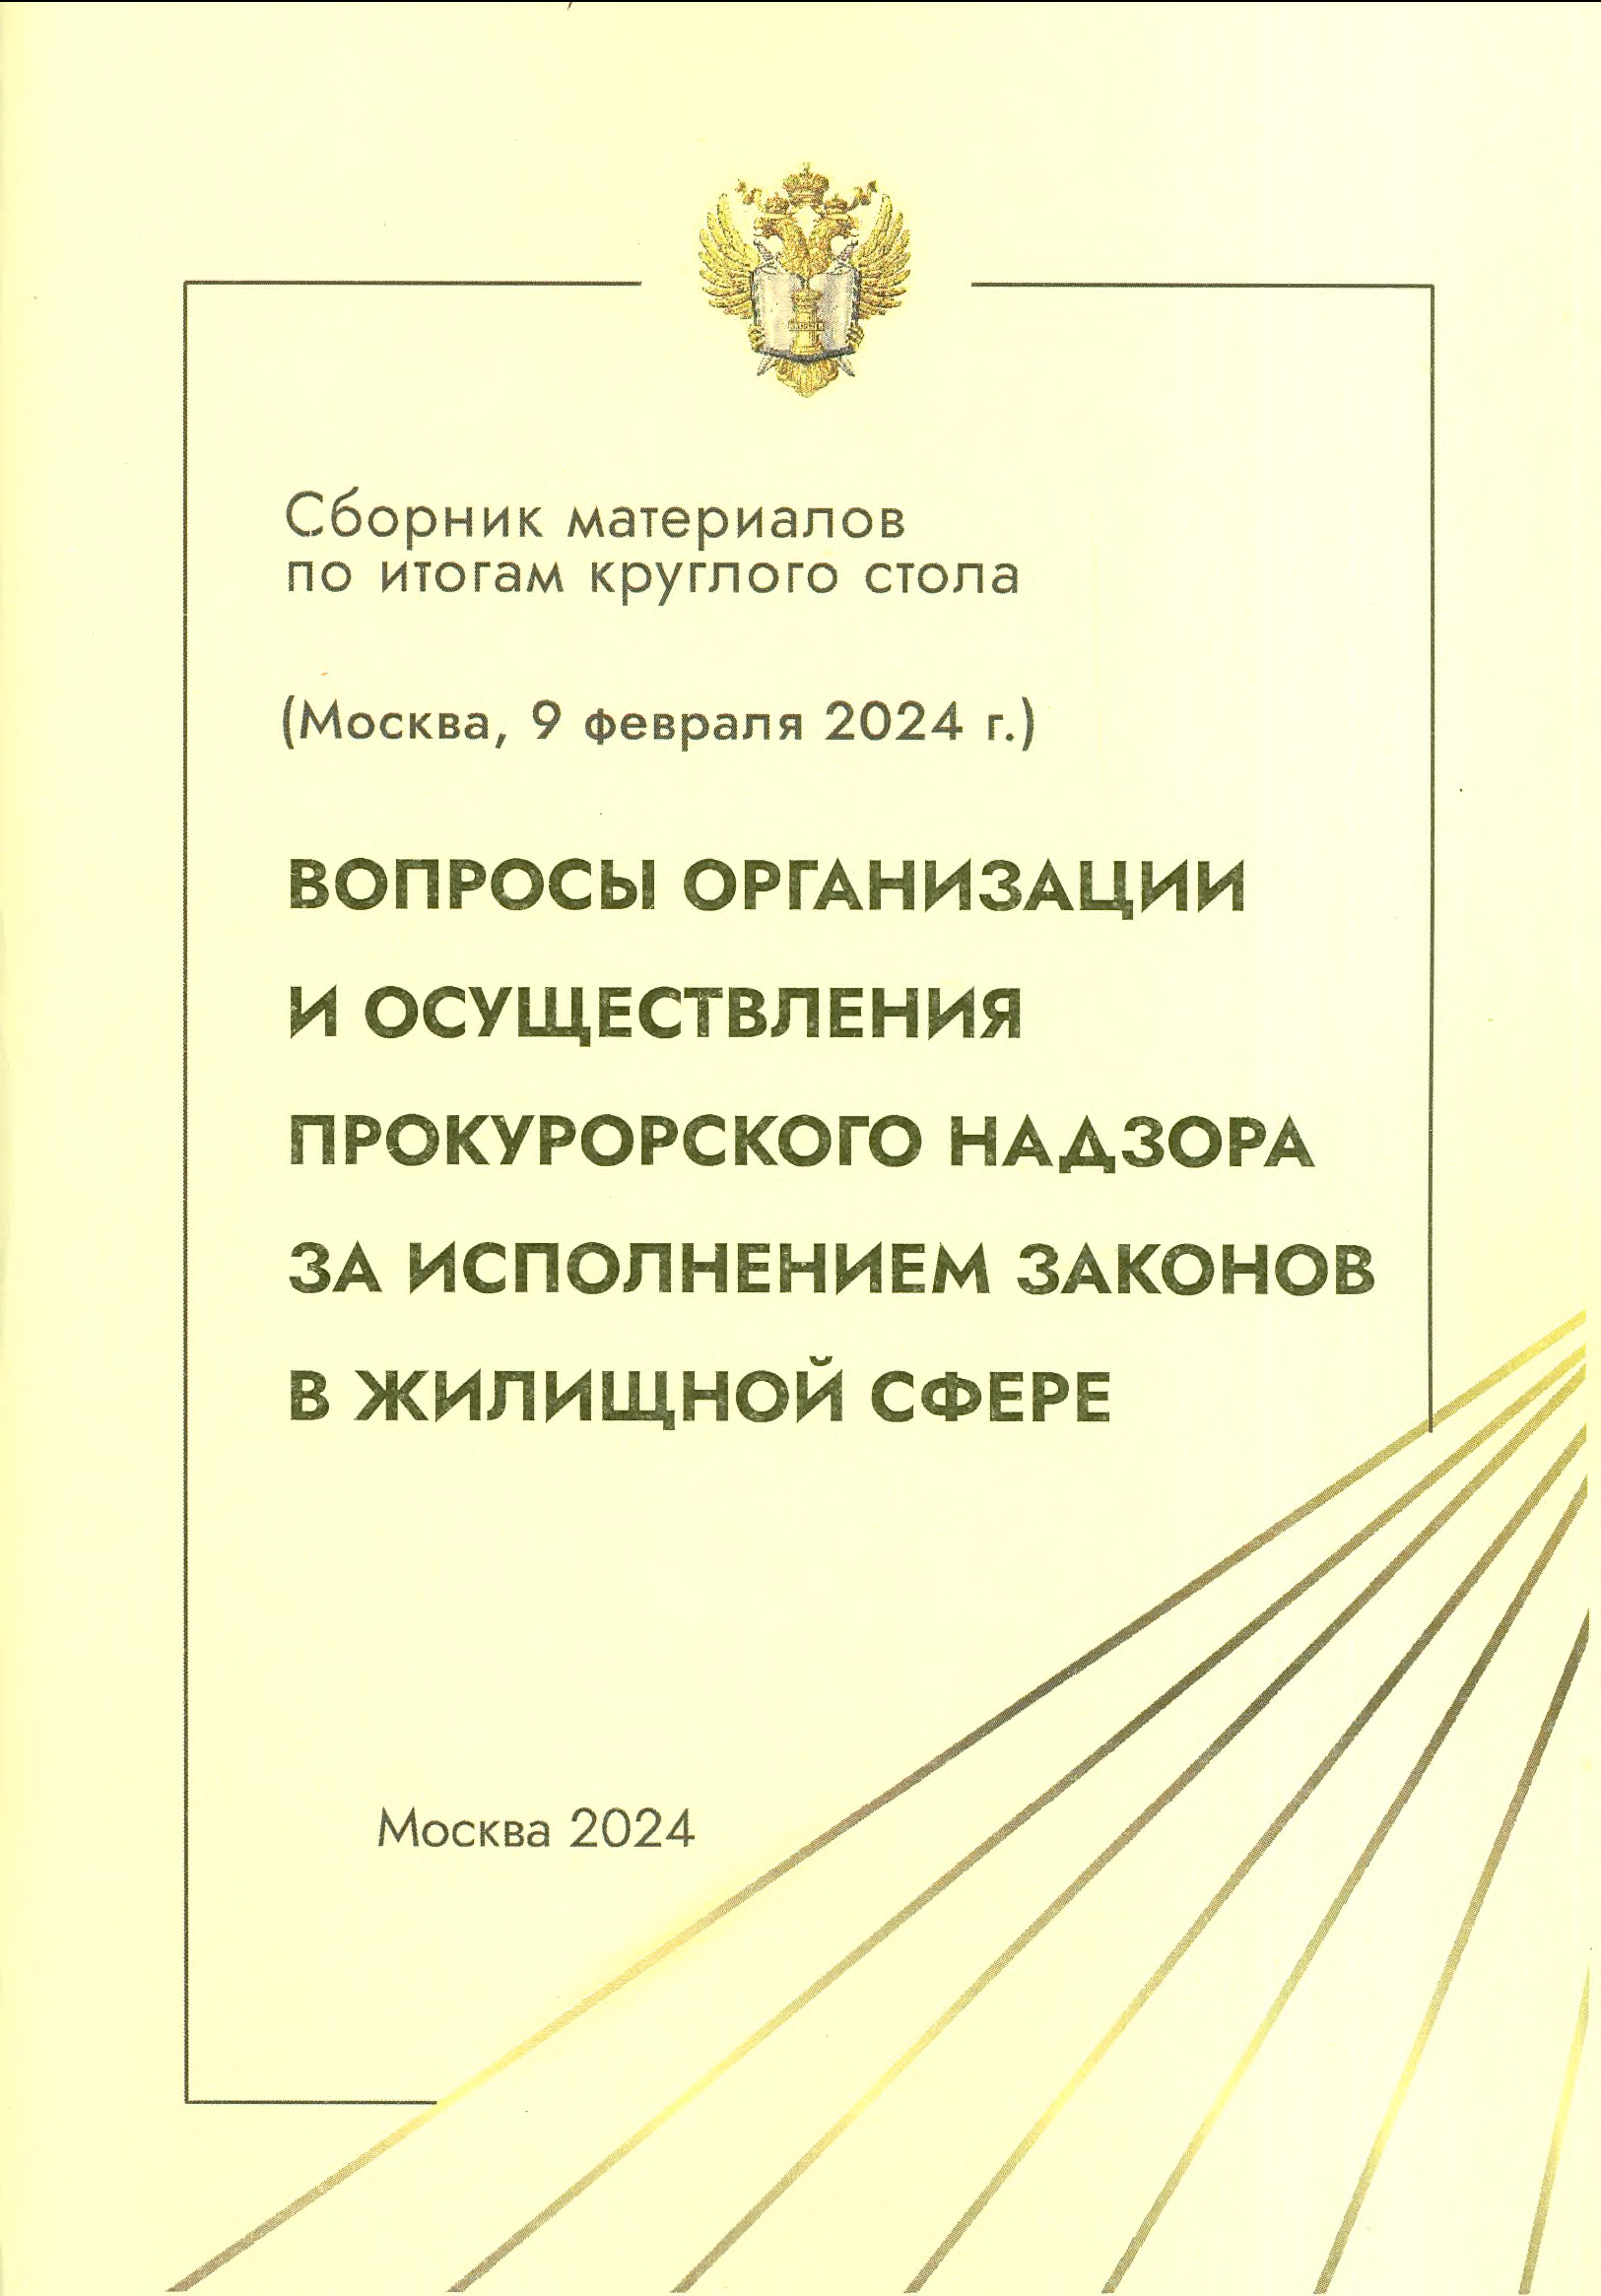 Сборник материалов
по итогам круглого стола
(Москва, 9 февраля 2024 г.)
ВОПРОСЫ ОРГАНИЗАЦИИ
И ОСУЩЕСТВЛЕНИЯ
ПРОКУРОРСКОГО НАДЗОРА
ЗА ИСПОЛНЕНИЕМ ЗАКОНОВ
В ЖИЛИЩНОЙ СФЕРЕ
Москва 2024